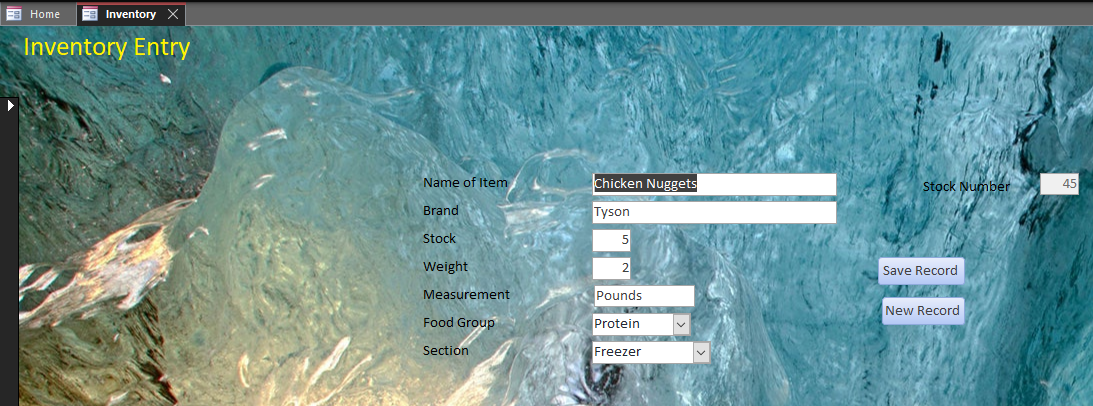 Home Inventory
Inventory Entry
Name of Item Chicken Nuggets Stock Number 45
Brand Tyson
Stock 5
Weight 2 Save Record
Measurement Pounds New Record
Food Group Protein
Section Freezer